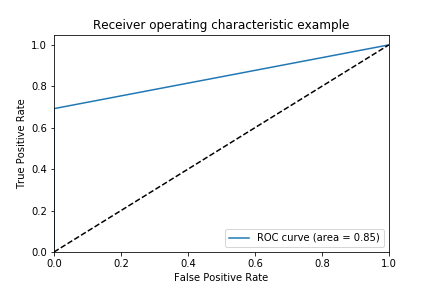 Receiver operating characteristic example
True Positive Rate
1.0
0.8
0.6
0.4
0.2
0.0
ROC curve (area = 0.85)
0.0 0.2 0.4 0.6 0.8 1.0
False Positive Rate